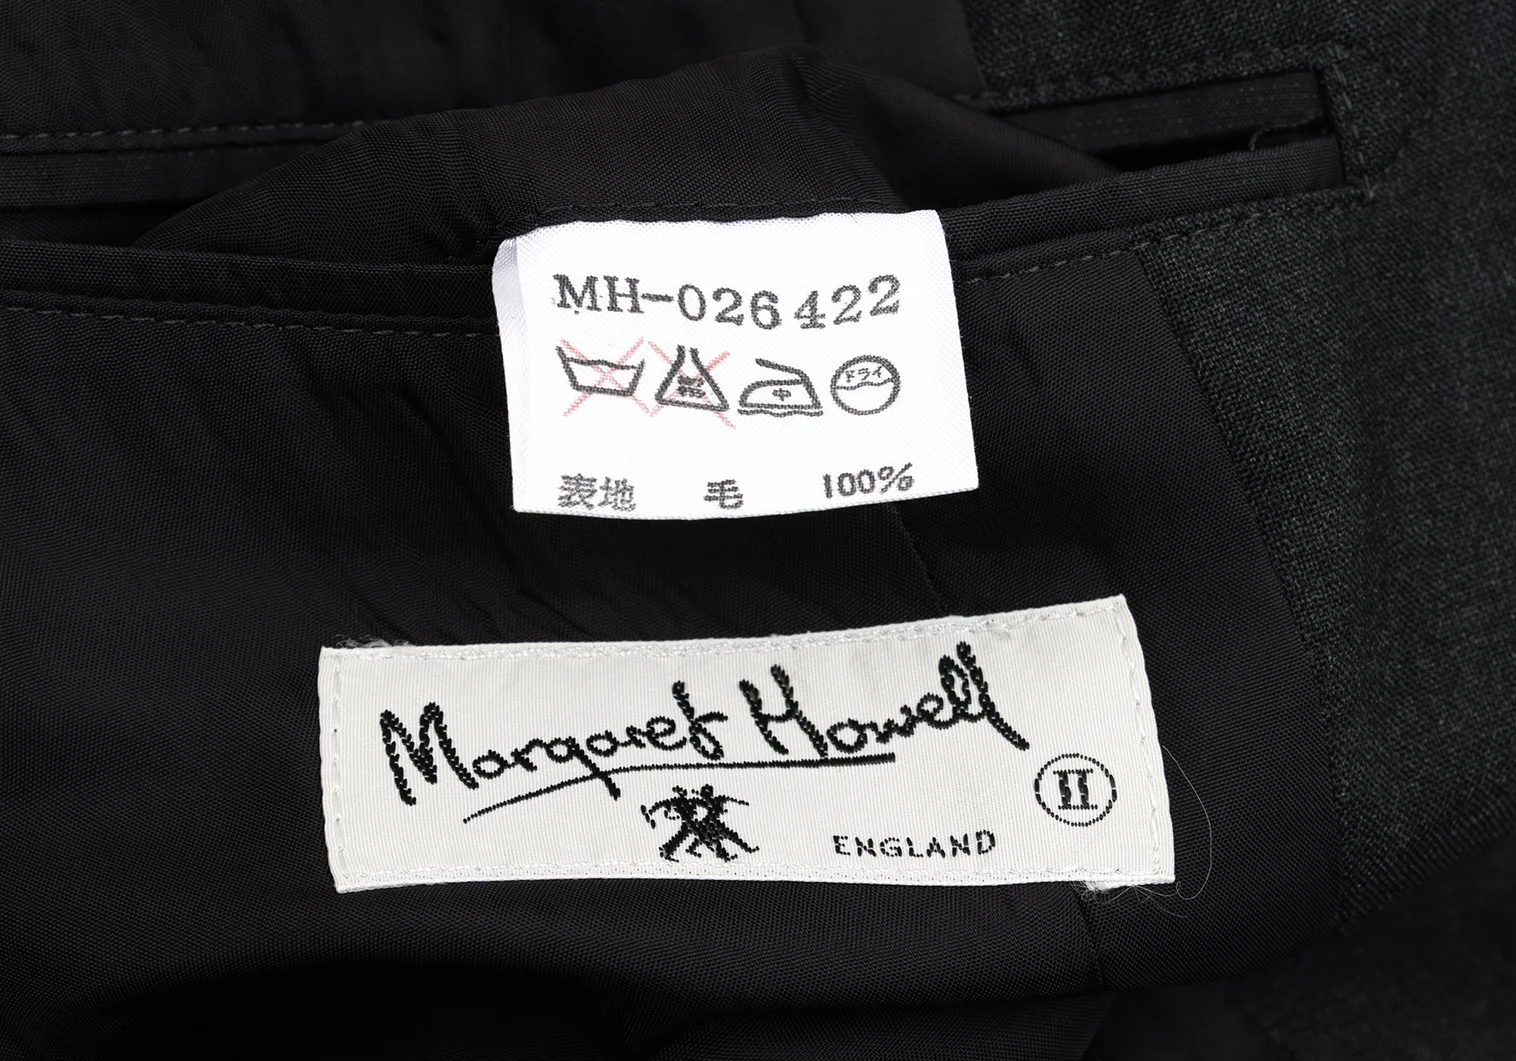 MH-026422
中 ドライ
表地 毛 100%
Margaret Howell
II
ENGLAND